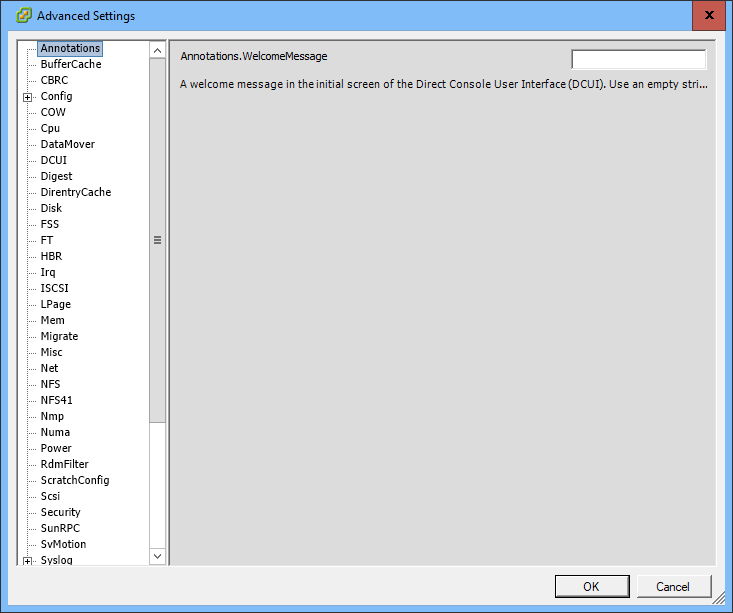 Advanced Settings
Annotations
BufferCache
CBRC
Config
COW
Cpu
DataMover
DCUI
Digest
DirentryCache
Disk
FSS
FT
HBR
Irq
ISCSI
LPage
Mem
Migrate
Misc
Net
NFS
NFS41
Nmp
Numa
Power
RdmFilter
ScratchConfig
Scsi
Security
SunRPC
SvMotion
Syslog
Annotations.WelcomeMessage
A welcome message in the initial screen of the Direct Console User Interface (DCUI). Use an empty stri...
OK
Cancel